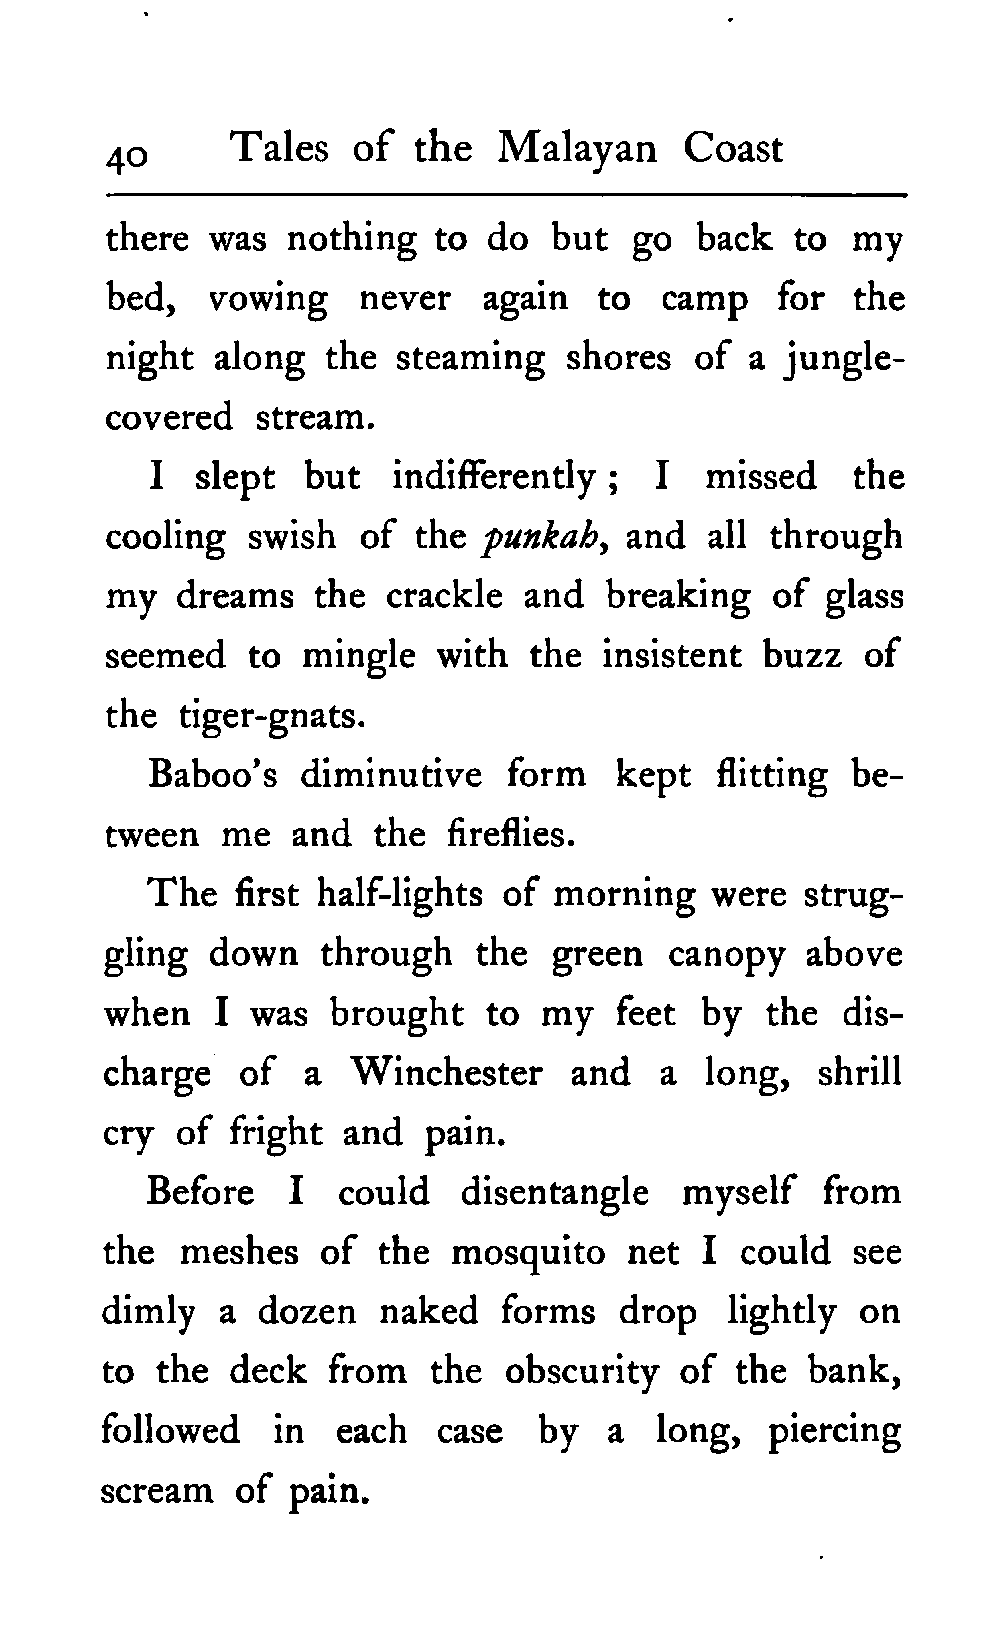 40 Tales of the Malayan Coast
there was nothing to do but go back to my
bed, vowing never again to camp for the
night along the steaming shores of a jungle-
covered stream.
I slept but indifferently ; I missed the
cooling swish of the punkah, and all through
my dreams the crackle and breaking of glass
seemed to mingle with the insistent buzz of
the tiger-gnats.
Baboo's diminutive form kept flitting be-
tween me and the fireflies.
The first half-lights of morning were strug-
gling down through the green canopy above
when I was brought to my feet by the dis-
charge of a Winchester and a long, shrill
cry of fright and pain.
Before I could disentangle myself from
the meshes of the mosquito net I could see
dimly a dozen naked forms drop lightly on
to the deck from the obscurity of the bank,
followed in each case by a long, piercing
scream of pain.